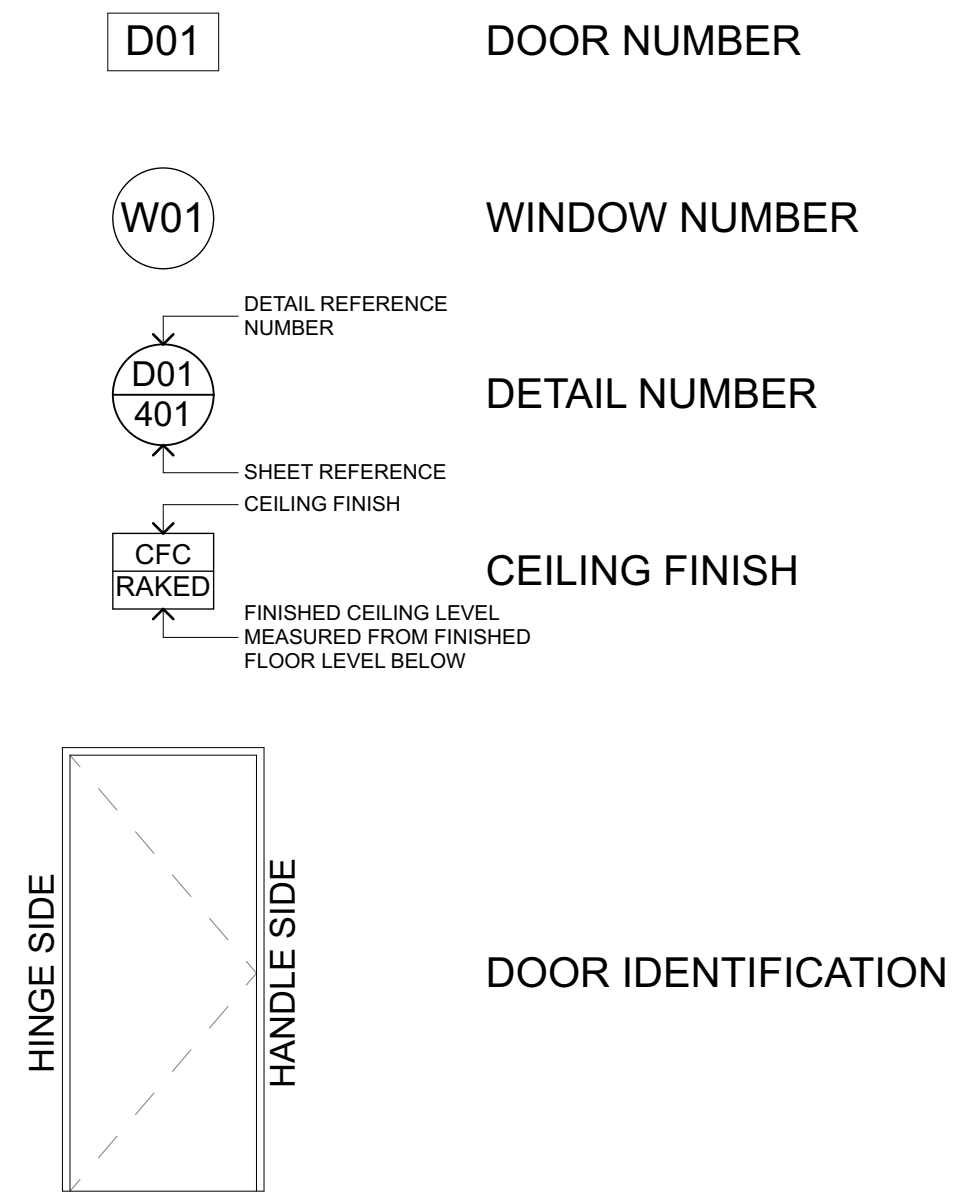 D01
DOOR NUMBER
W01
WINDOW NUMBER
DETAIL REFERENCE
NUMBER
D01
401
DETAIL NUMBER
SHEET REFERENCE
CEILING FINISH
CFC
RAKED
CEILING FINISH
FINISHED CEILING LEVEL
MEASURED FROM FINISHED
FLOOR LEVEL BELOW
HINGE SIDE
HANDLE SIDE
DOOR IDENTIFICATION